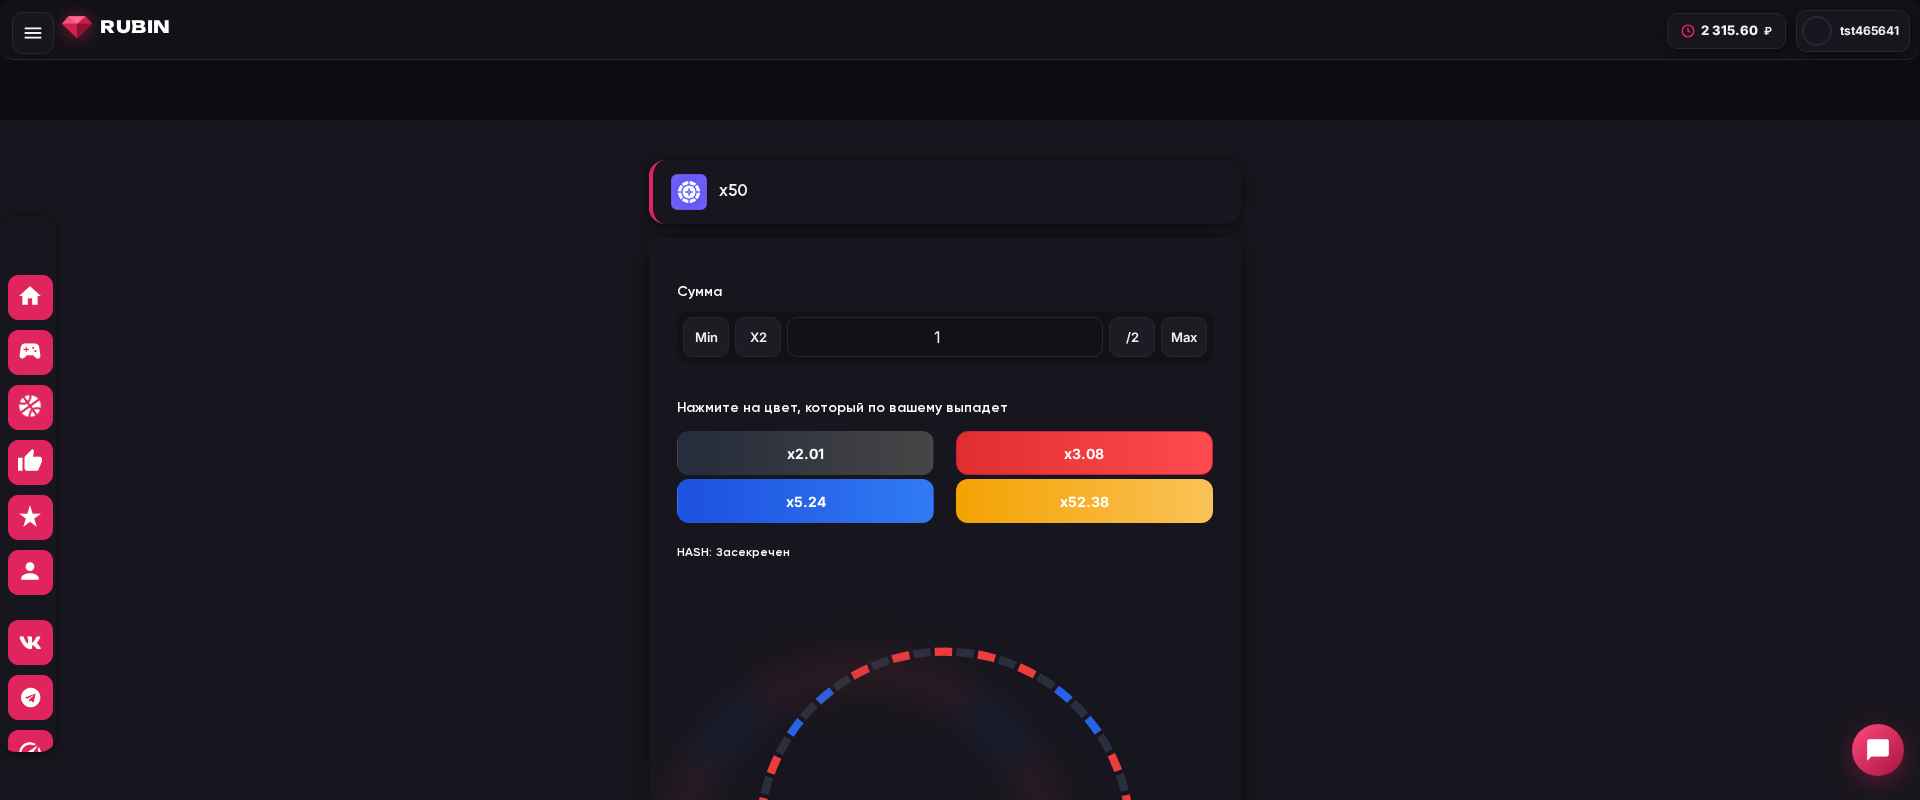 RUBIN
2 315.60 ₽
tst465641
x50
Сумма
Min X2 1 /2 Max
Нажмите на цвет, который по вашему выпадет
x2.01 x3.08
x5.24 x52.38
HASH: Засекречен